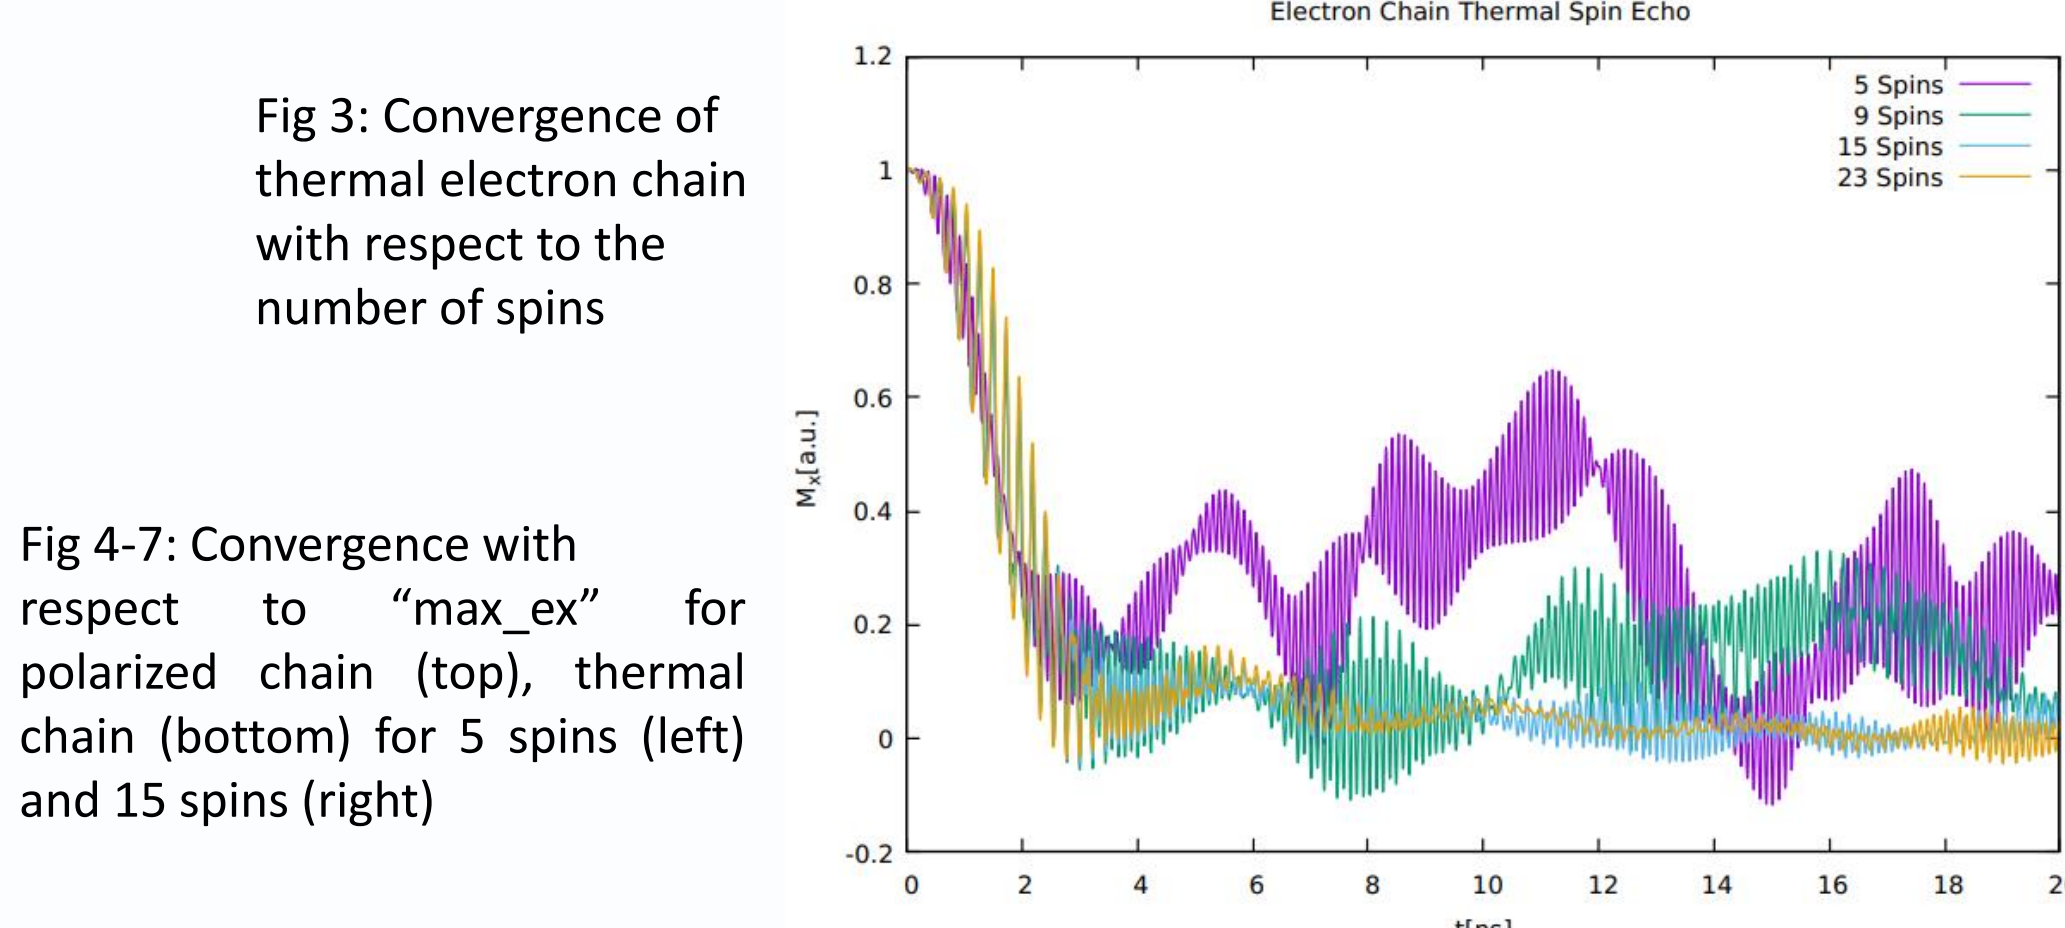 Fig 3: Convergence of
thermal electron chain
with respect to the
number of spins
Fig 4-7: Convergence with
respect to “max_ex” for
polarized chain (top), thermal
chain (bottom) for 5 spins (left)
and 15 spins (right)
Electron Chain Thermal Spin Echo
5 Spins
9 Spins
15 Spins
23 Spins
Mx[a.u.]
1.2
1
0.8
0.6
0.4
0.2
0
-0.2
0 2 4 6 8 10 12 14 16 18